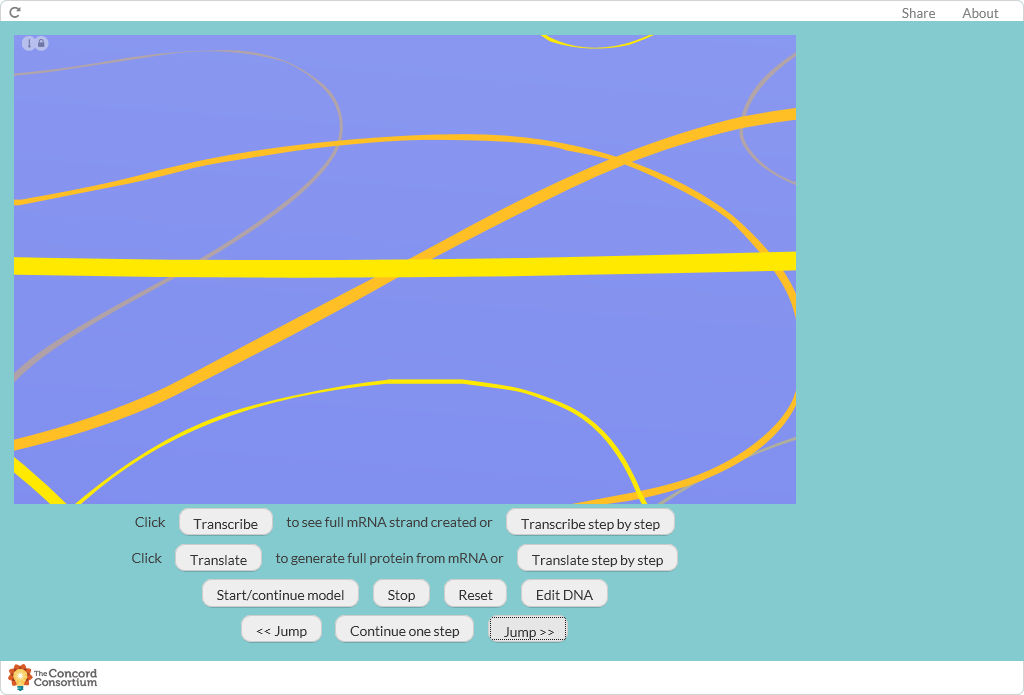 Share About
Click Transcribe to see full mRNA strand created or Transcribe step by step
Click Translate to generate full protein from mRNA or Translate step by step
Start/continue model Stop Reset Edit DNA
<< Jump Continue one step Jump >>
The Concord
Consortium